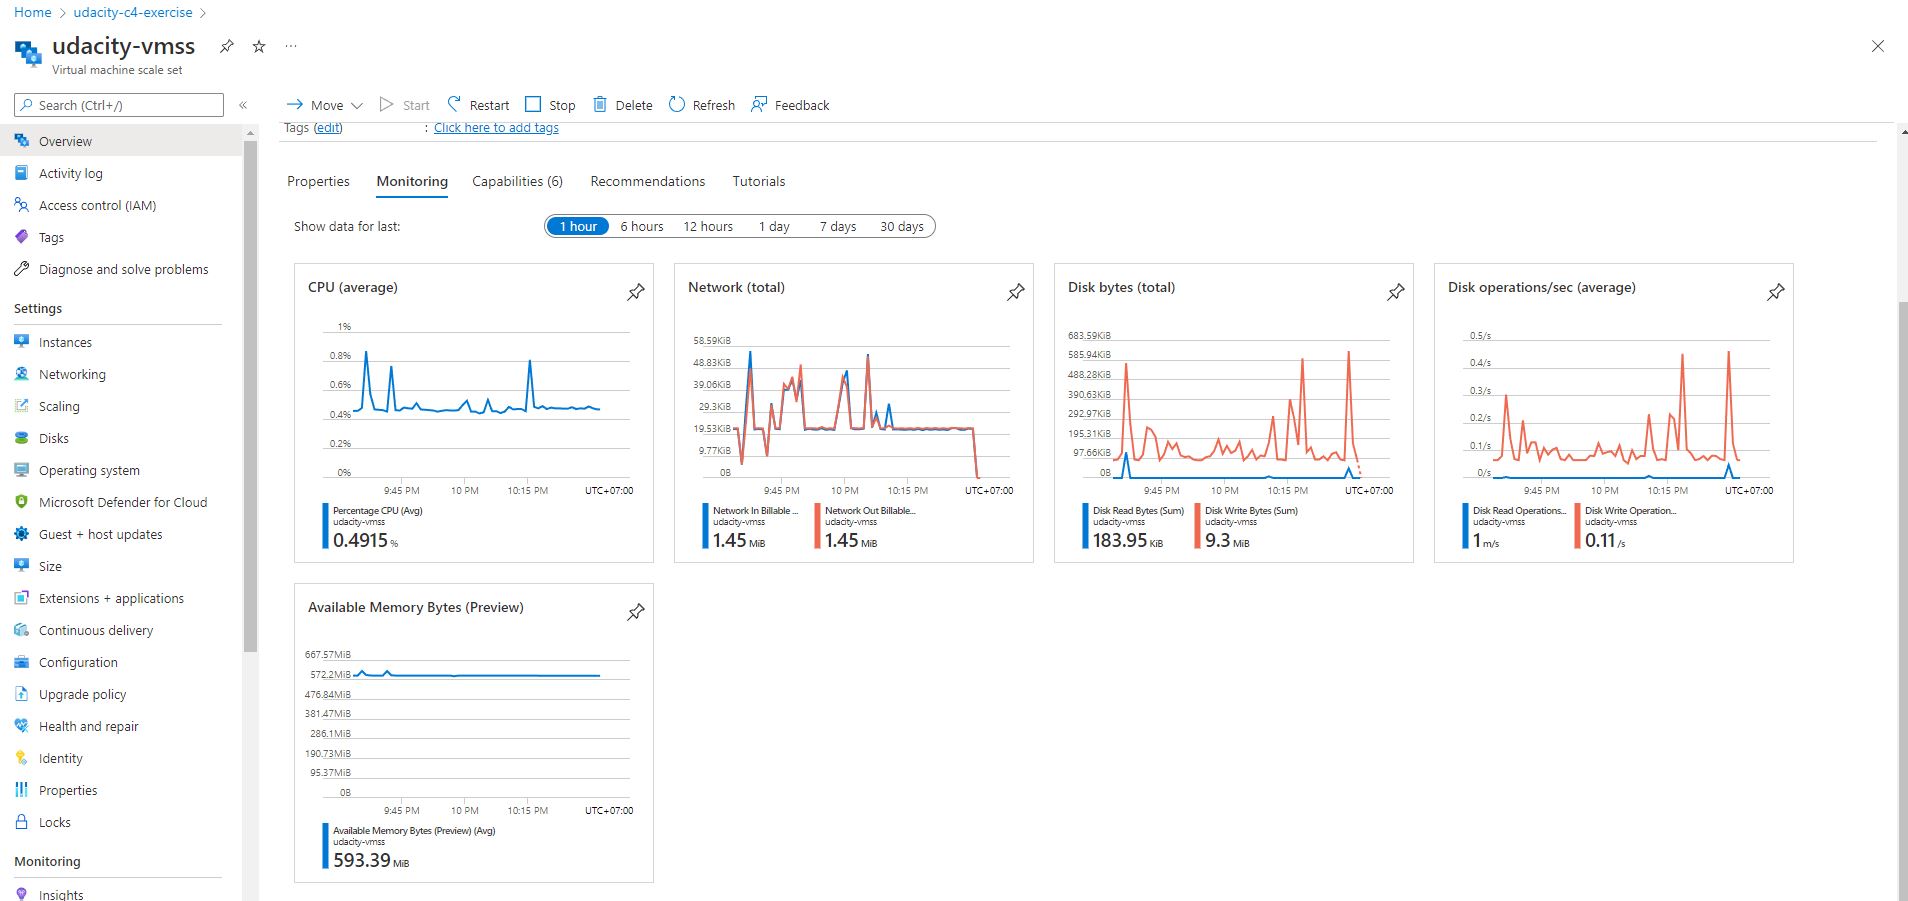 Home > udacity-c4-exercise >
udacity-vmss ...
Virtual machine scale set
Search (Ctrl+/) «
Overview
Activity log
Access control (IAM)
Tags
Diagnose and solve problems
Settings
Instances
Networking
Scaling
Disks
Operating system
Microsoft Defender for Cloud
Guest + host updates
Size
Extensions + applications
Continuous delivery
Configuration
Upgrade policy
Health and repair
Identity
Properties
Locks
Monitoring
Insights
Move Start Restart Stop Delete Refresh Feedback
Tags (edit) : Click here to add tags
Properties Monitoring Capabilities (6) Recommendations Tutorials
Show data for last: 1 hour 6 hours 12 hours 1 day 7 days 30 days
CPU (average)
1%
0.8%
0.6%
0.4%
0.2%
0%
9:45 PM 10 PM 10:15 PM UTC+07:00
Percentage CPU (Avg)
udacity-vmss
0.4915 %
Network (total)
58.59KiB
48.83KiB
39.06KiB
29.3KiB
19.53KiB
9.77KiB
0B
9:45 PM 10 PM 10:15 PM UTC+07:00
Network In Billable ... Network Out Billable...
udacity-vmss udacity-vmss
1.45 MiB 1.45 MiB
Disk bytes (total)
683.59KiB
585.94KiB
488.28KiB
390.63KiB
292.97KiB
195.31KiB
97.66KiB
0B
9:45 PM 10 PM 10:15 PM UTC+07:00
Disk Read Bytes (Sum) Disk Write Bytes (Sum)
udacity-vmss udacity-vmss
183.95 KiB 9.3 MiB
Disk operations/sec (average)
0.5/s
0.4/s
0.3/s
0.2/s
0.1/s
0/s
9:45 PM 10 PM 10:15 PM UTC+07:00
Disk Read Operations... Disk Write Operation...
udacity-vmss udacity-vmss
1 m/s 0.11 /s
Available Memory Bytes (Preview)
667.57MiB
572.2MiB
476.84MiB
381.47MiB
286.1MiB
190.73MiB
95.37MiB
0B
9:45 PM 10 PM 10:15 PM UTC+07:00
Available Memory Bytes (Preview) (Avg)
udacity-vmss
593.39 MiB